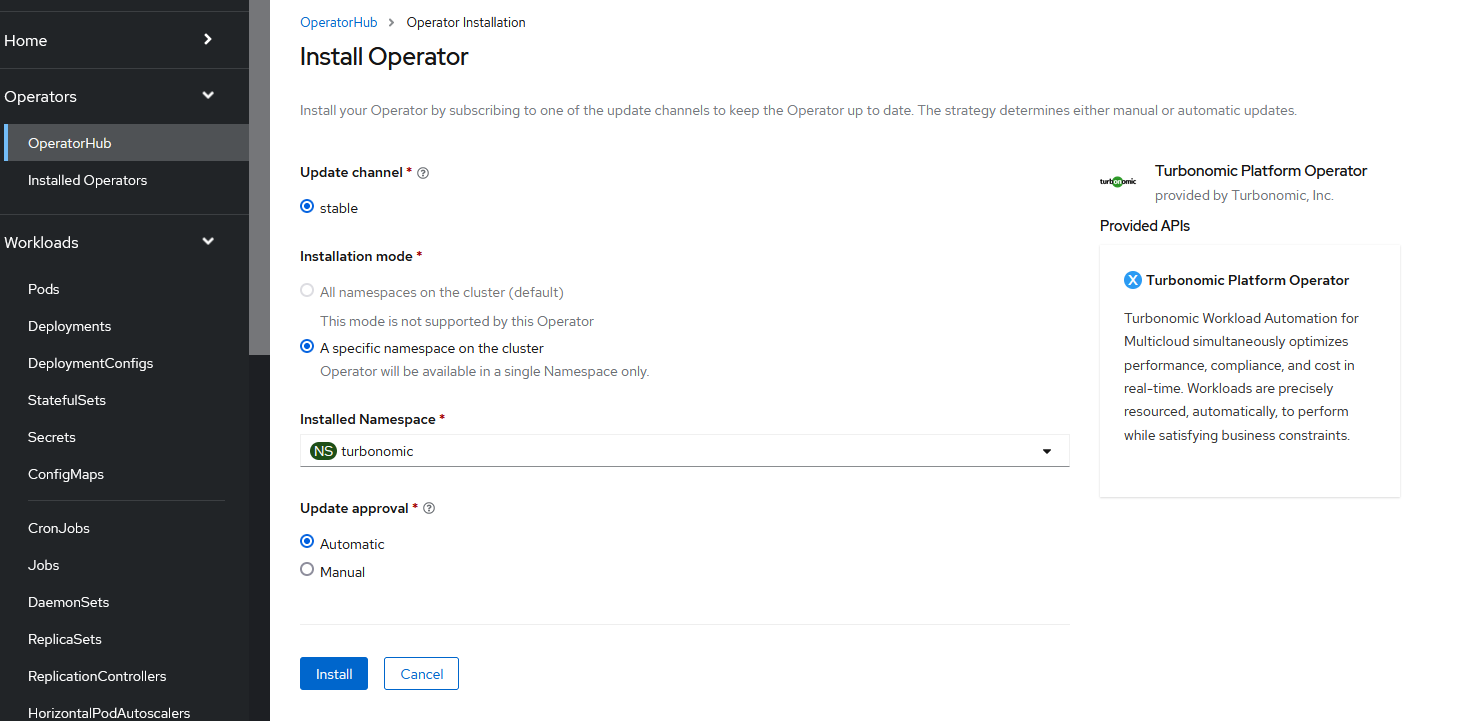 Home
Operators
OperatorHub
Installed Operators
Workloads
Pods
Deployments
DeploymentConfigs
StatefulSets
Secrets
ConfigMaps
CronJobs
Jobs
DaemonSets
ReplicaSets
ReplicationControllers
HorizontalPodAutoscalers
OperatorHub > Operator Installation
Install Operator
Install your Operator by subscribing to one of the update channels to keep the Operator up to date. The strategy determines either manual or automatic updates.
Update channel *
stable
Installation mode *
All namespaces on the cluster (default)
This mode is not supported by this Operator
A specific namespace on the cluster
Operator will be available in a single Namespace only.
Installed Namespace *
NS turbonomic
Update approval *
Automatic
Manual
Install Cancel
turbonomic
Turbonomic Platform Operator
provided by Turbonomic, Inc.
Provided APIs
X Turbonomic Platform Operator
Turbonomic Workload Automation for
Multicloud simultaneously optimizes
performance, compliance, and cost in
real-time. Workloads are precisely
resourced, automatically, to perform
while satisfying business constraints.